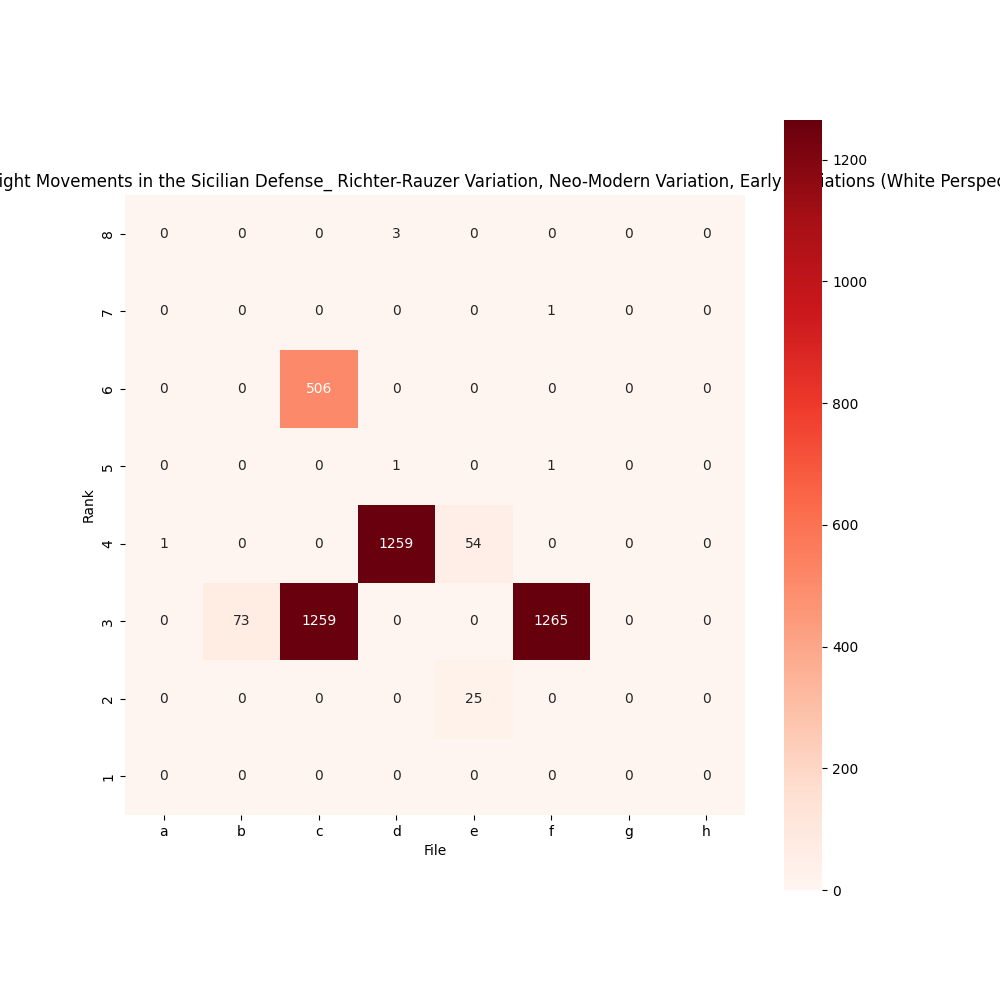 ight Movements in the Sicilian Defense_ Richter-Rauzer Variation, Neo-Modern Variation, Early iations (White Perspec
Rank
8 0 0 0 3 0 0 0 0
7 0 0 0 0 0 1 0 0
6 0 0 506 0 0 0 0 0
5 0 0 0 1 0 1 0 0
4 1 0 0 1259 54 0 0 0
3 0 73 1259 0 0 1265 0 0
2 0 0 0 0 25 0 0 0
1 0 0 0 0 0 0 0 0
a b c d e f g h
File
1200
1000
800
600
400
200
0